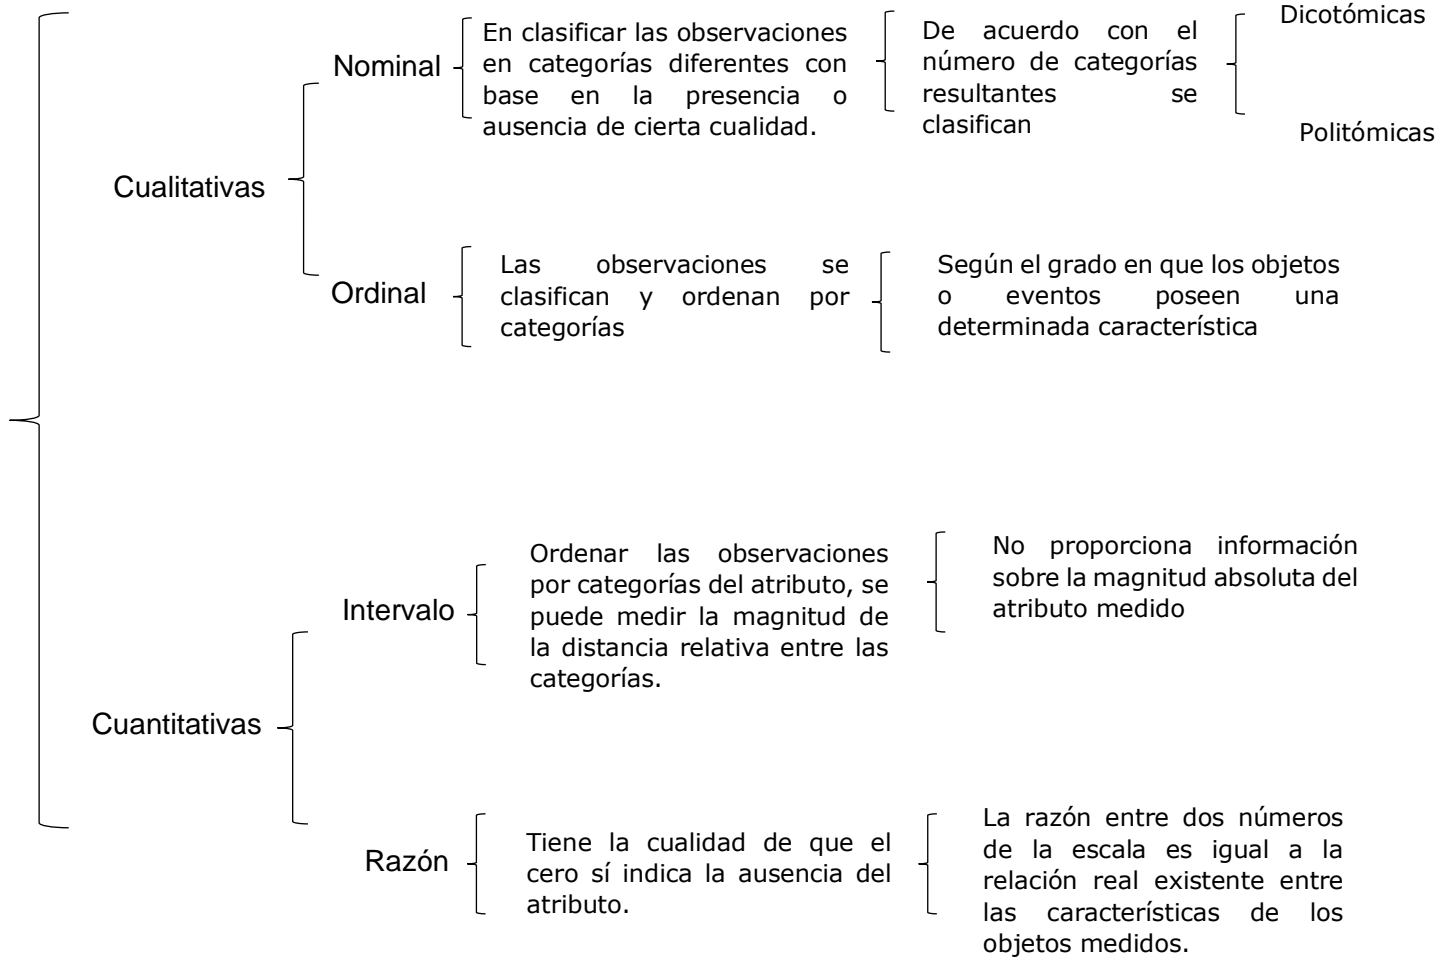 Cualitativas
Nominal
En clasificar las observaciones
en categorías diferentes con
base en la presencia o
ausencia de cierta cualidad.
De acuerdo con el
número de categorías
resultantes se
clasifican
Dicotómicas
Politómicas
Ordinal
Las observaciones se
clasifican y ordenan por
categorías
Según el grado en que los objetos
o eventos poseen una
determinada característica
Cuantitativas
Intervalo
Ordenar las observaciones
por categorías del atributo, se
puede medir la magnitud de
la distancia relativa entre las
categorías.
No proporciona información
sobre la magnitud absoluta del
atributo medido
Razón
Tiene la cualidad de que el
cero sí indica la ausencia del
atributo.
La razón entre dos números
de la escala es igual a la
relación real existente entre
las características de los
objetos medidos.